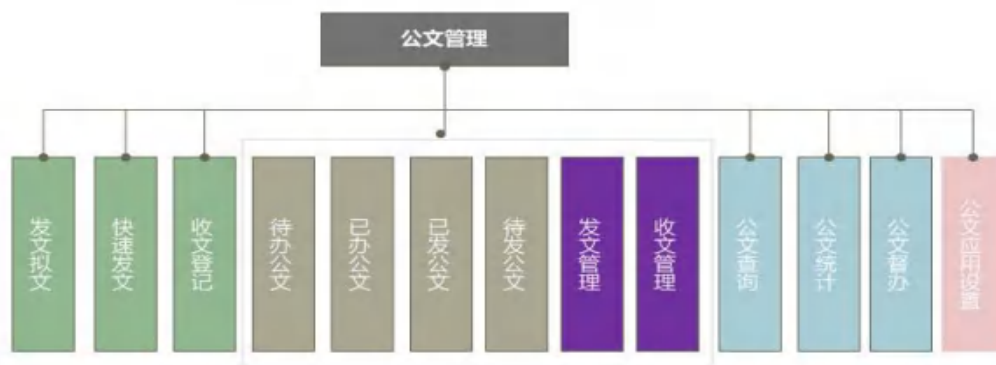 公文管理
发文拟文
快速发文
收文登记
待办公文
已办公文
已发公文
待发公文
发文管理
收文管理
公文查询
公文统计
公文督办
公文应用设置